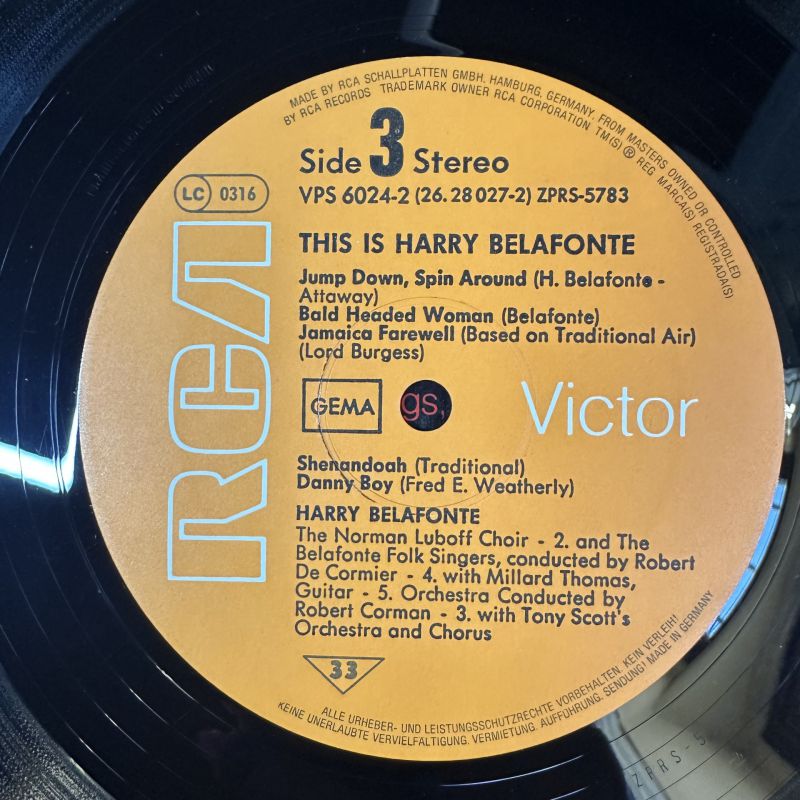 MADE BY RCA SCHALLPLATTEN GMBH. HAMBURG, GERMANY, FROM MASTERS OWNED OR CONTROLLED
BY RCA RECORDS TRADEMARK OWNER RCA CORPORATION TM(S) ® REG MARCA(S) REGISTRADA(S)
Side 3 Stereo
LC 0316
VPS 6024-2 (26.28 027-2) ZPRS-5783
THIS IS HARRY BELAFONTE
Jump Down, Spin Around (H. Belafonte -
Attaway)
Bald Headed Woman (Belafonte)
Jamaica Farewell (Based on Traditional Air)
(Lord Burgess)
RCA
GEMA
gs,
Victor
Shenandoah (Traditional)
Danny Boy (Fred E. Weatherly)
HARRY BELAFONTE
The Norman Luboff Choir - 2. and The
Belafonte Folk Singers, conducted by Robert
De Cormier - 4. with Millard Thomas,
Guitar - 5. Orchestra Conducted by
Robert Corman - 3. with Tony Scott's
Orchestra and Chorus
33
ALLE URHEBER- UND LEISTUNGSSCHUTZRECHTE VORBEHALTEN. KEIN VERLEIH!
KEINE UNERLAUBTE VERVIELFALTIGUNG. VERMIETUNG. AUFFÜHRUNG. SENDUNG! MADE IN GERMANY
ZPRS-5